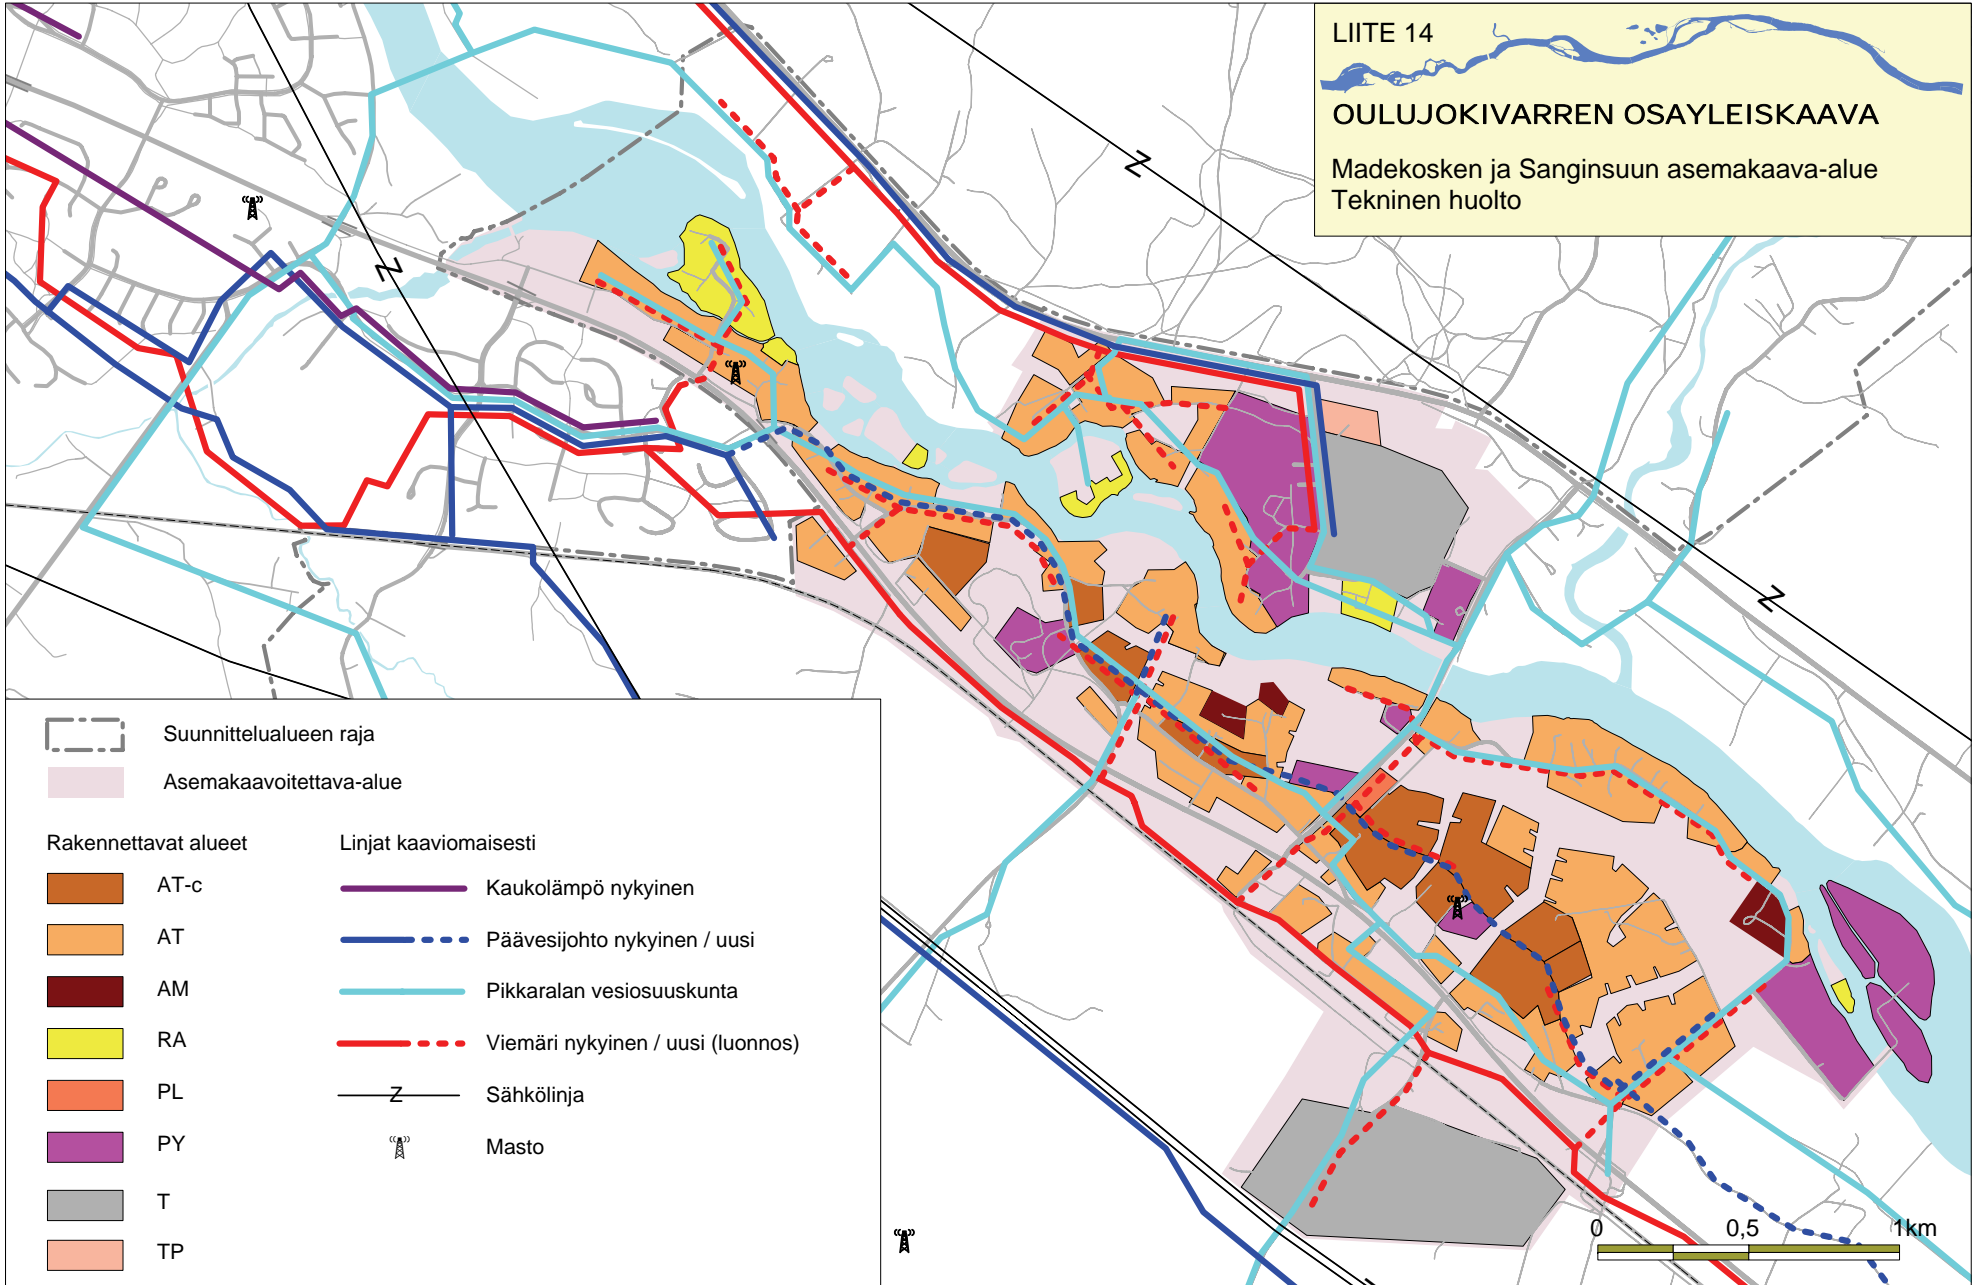 LIITE 14
OULUJOKIVARREN OSAYLEISKAAVA
Madekosken ja Sanginsuun asemakaava-alue
Tekninen huolto
Z
Z
Z
Suunnittelualueen raja
Asemakaavoitettava-alue
Rakennettavat alueet
AT-c
AT
AM
RA
PL
PY
T
TP
Linjat kaaviomaisesti
Kaukolämpö nykyinen
Päävesijohto nykyinen / uusi
Pikkaralan vesiosuuskunta
Viemäri nykyinen / uusi (luonnos)
Z Sähkölinja
Masto
0 0,5 1km